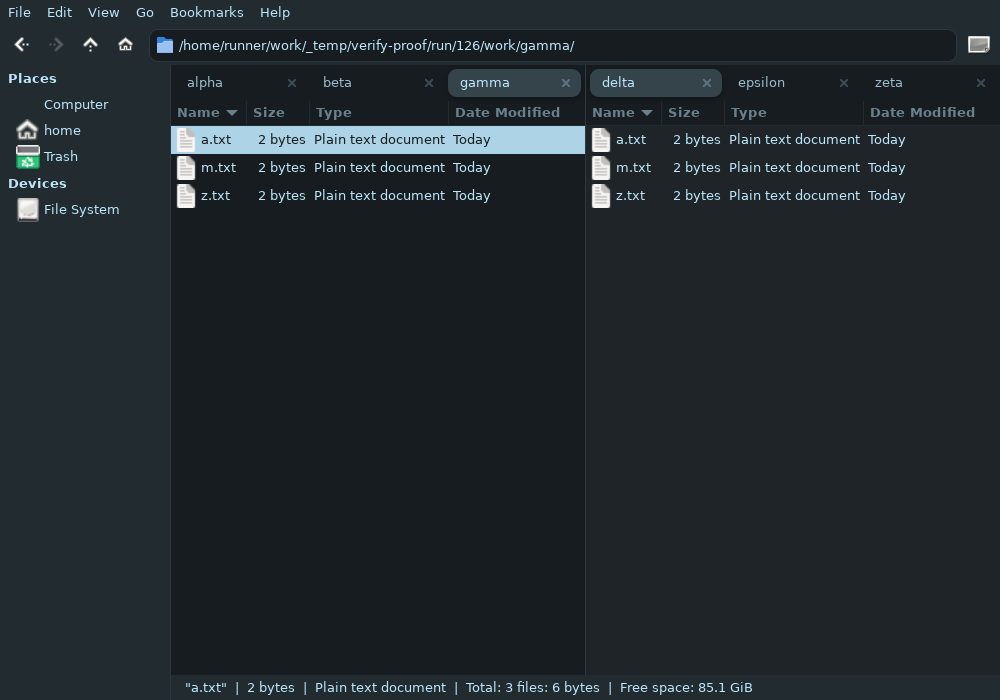 File Edit View Go Bookmarks Help
/home/runner/work/_temp/verify-proof/run/126/work/gamma/
Places
Computer
home
Trash
Devices
File System
alpha beta gamma
Name Size Type Date Modified
a.txt 2 bytes Plain text document Today
m.txt 2 bytes Plain text document Today
z.txt 2 bytes Plain text document Today
delta epsilon zeta
Name Size Type Date Modified
a.txt 2 bytes Plain text document Today
m.txt 2 bytes Plain text document Today
z.txt 2 bytes Plain text document Today
"a.txt" | 2 bytes | Plain text document | Total: 3 files: 6 bytes | Free space: 85.1 GiB